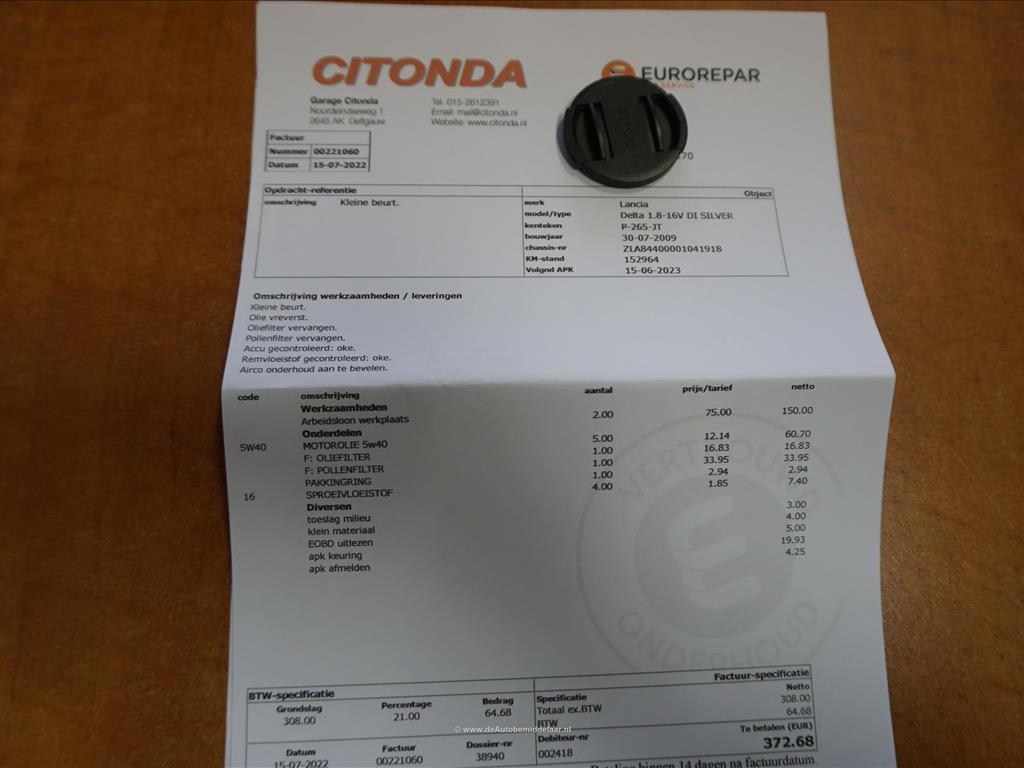 CITONDA
EUROREPAR
SERVICE
Garage Citonda
Noordeindseweg 1
2645 AK Delfgauw
Tel. 015-2612391
Email: mail@citonda.nl
Website: www.citonda.nl
Factuur
Nummer 00221060
Datum 15-07-2022
Opdracht-referentie
omschrijving Kleine beurt.
Object
merk Lancia
model/type Delta 1.8-16V DI SILVER
kenteken P-265-JT
bouwjaar 30-07-2009
chassis-nr ZLA84400001041918
KM-stand 152964
Volgnd APK 15-06-2023
Omschrijving werkzaamheden / leveringen
Kleine beurt.
Olie vreverst.
Oliefilter vervangen.
Pollenfilter vervangen.
Accu gecontroleerd: oke.
Remvloeistof gecontroleerd: oke.
Airco onderhoud aan te bevelen.
code omschrijving aantal prijs/tarief netto
Werkzaamheden
Arbeidsloon werkplaats 2.00 75.00 150.00
Onderdelen
5W40 MOTOROLIE 5w40 5.00 12.14 60.70
F: OLIEFILTER 1.00 16.83 16.83
F: POLLENFILTER 1.00 33.95 33.95
PAKKINGRING 1.00 2.94 2.94
16 SPROEIVLOEISTOF 4.00 1.85 7.40
Diversen
toeslag milieu 3.00
klein materiaal 4.00
EOBD uitlezen 5.00
apk keuring 19.93
apk afmelden 4.25
VERTROUWD
ONDERHOUD
BTW-specificatie
Grondslag Percentage Bedrag
308.00 21.00 64.68
Datum Factuur Dossier-nr
15-07-2022 00221060 38940
Factuur-specificatie
Specificatie Netto
Totaal ex.BTW 308.00
BTW 64.68
Debiteur-nr Te betalen (EUR)
002418 372.68
binnen 14 dagen na factuurdatum.
© www.deAutobemiddelaar.nl